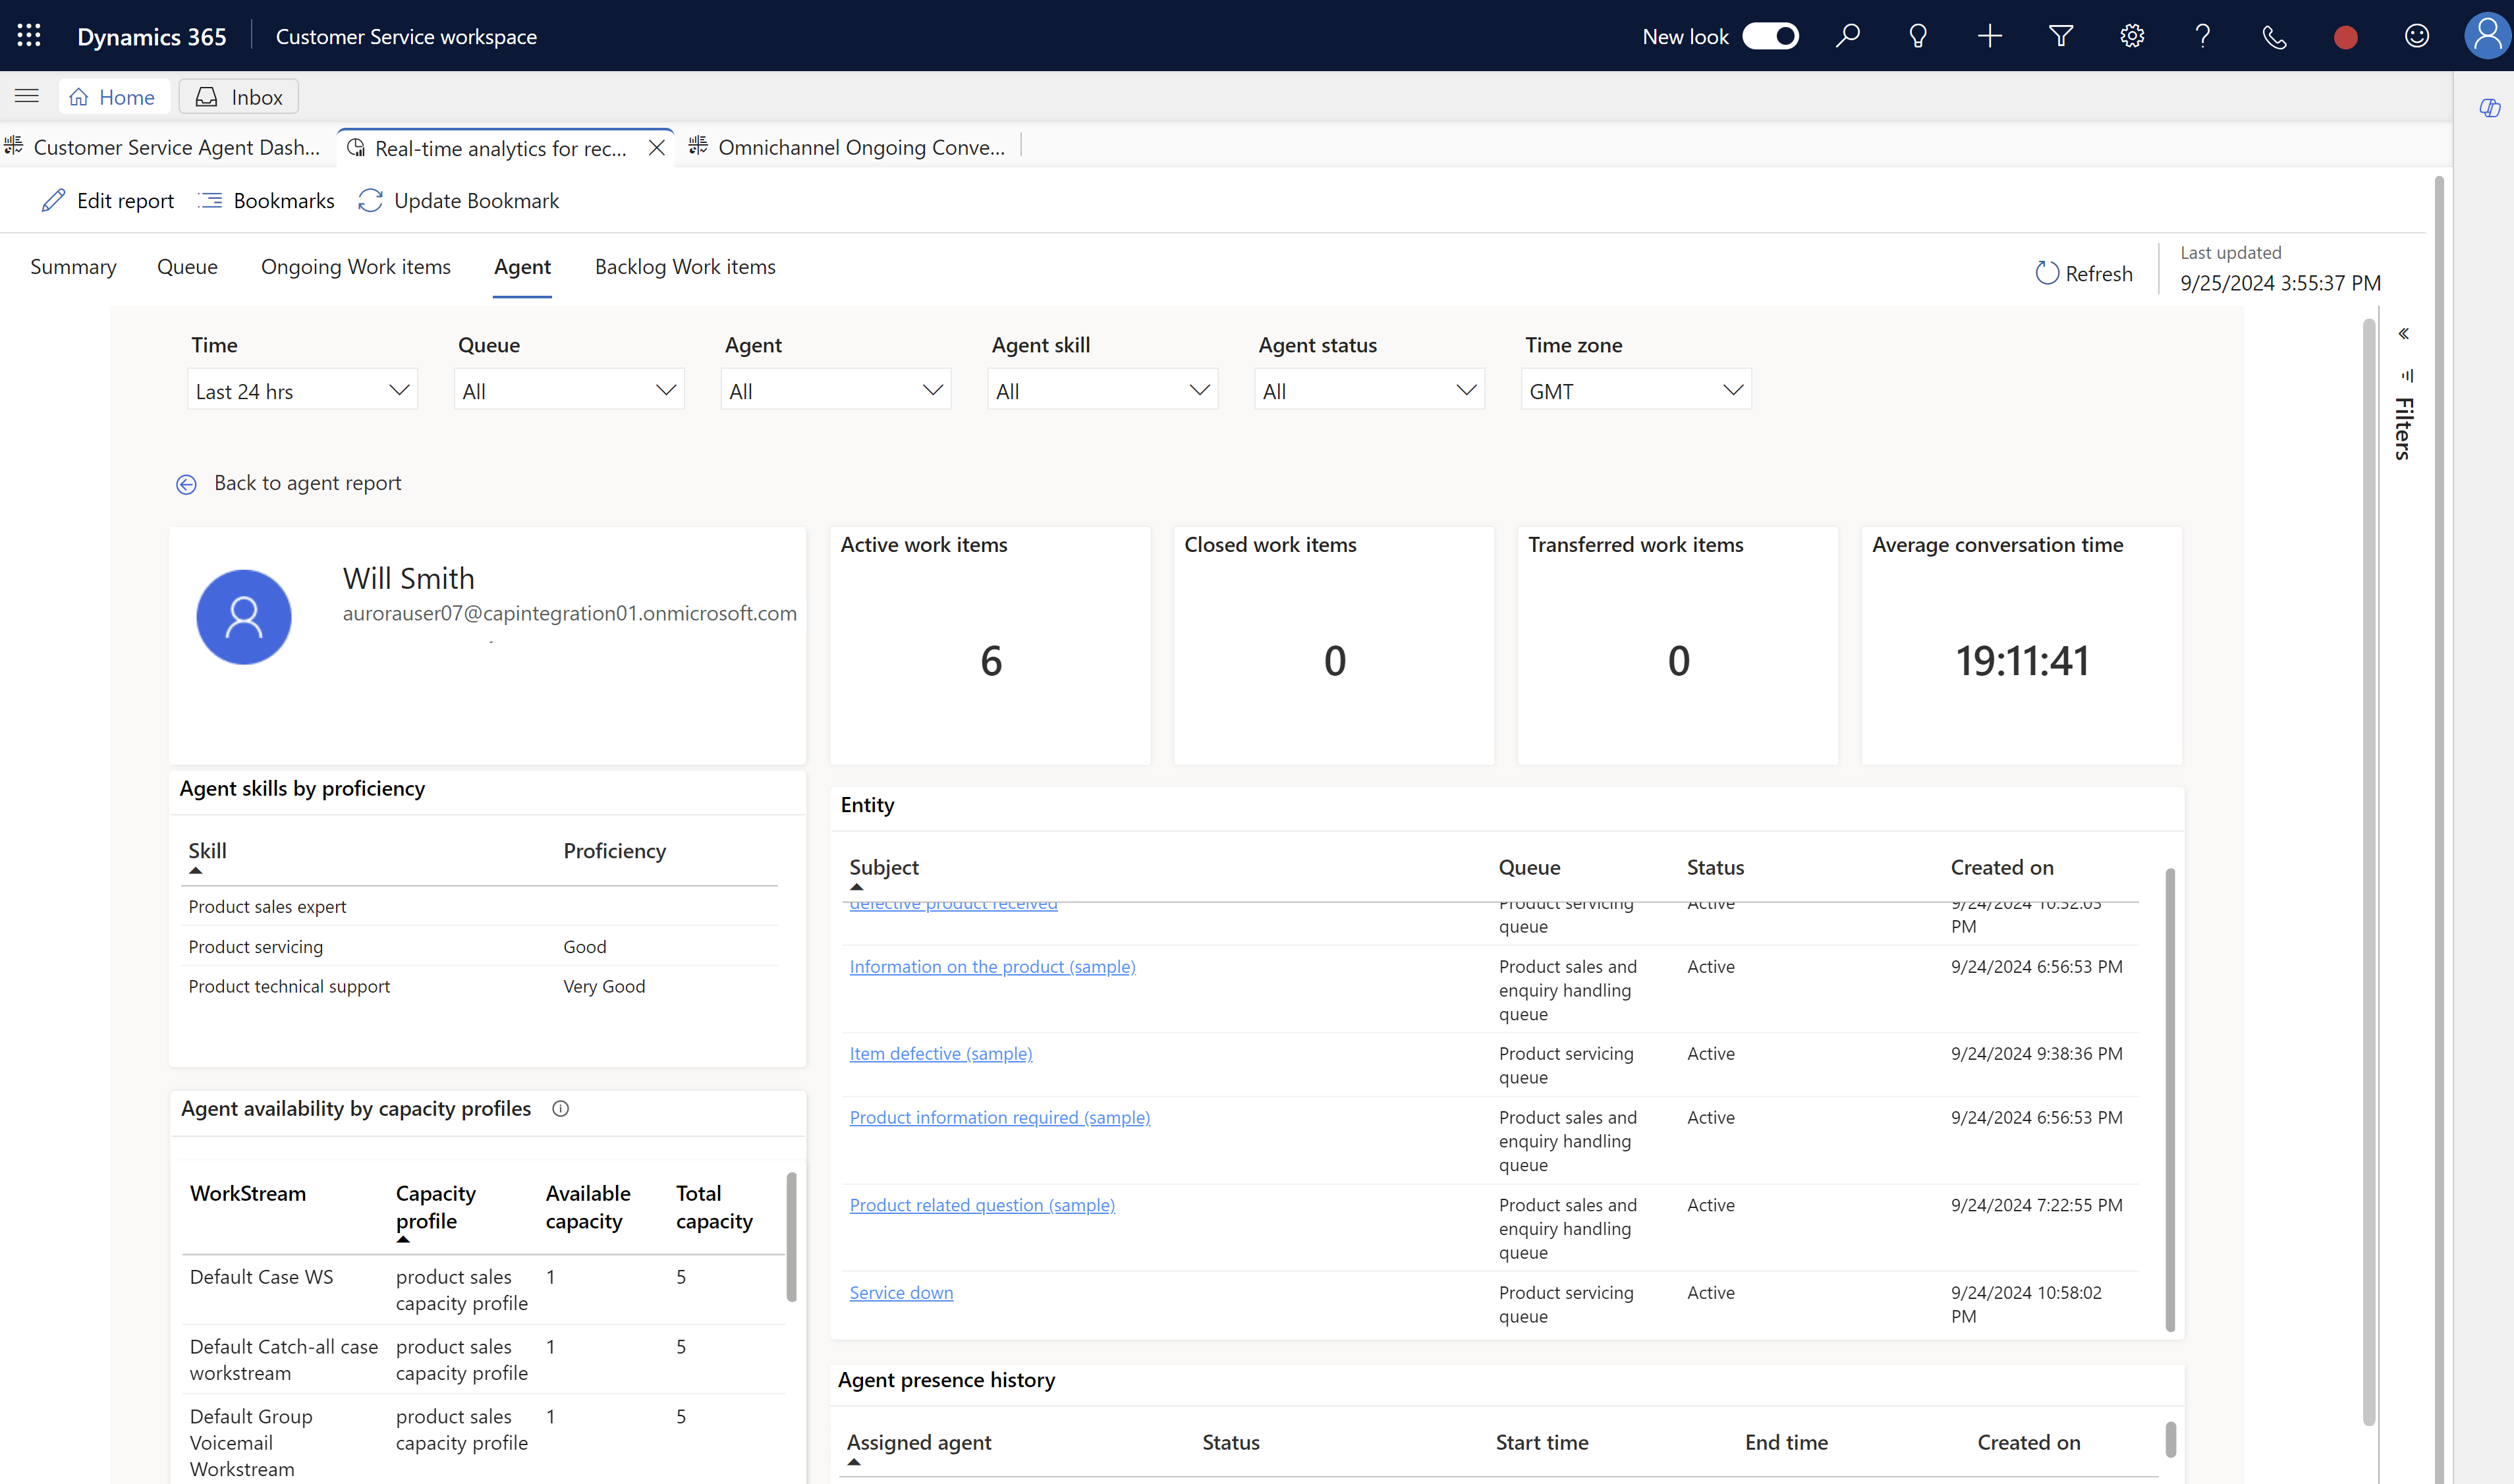 Dynamics 365
Customer Service workspace
New look
Home
Inbox
Customer Service Agent Dash...
Real-time analytics for rec...
Omnichannel Ongoing Conve...
Edit report
Bookmarks
Update Bookmark
Summary
Queue
Ongoing Work items
Agent
Backlog Work items
Refresh
Last updated
9/25/2024 3:55:37 PM
Time
Queue
Agent
Agent skill
Agent status
Time zone
Last 24 hrs
All
All
All
All
GMT
Filters
Back to agent report
Will Smith
aurorauser07@capintegration01.onmicrosoft.com
Active work items
6
Closed work items
0
Transferred work items
0
Average conversation time
19:11:41
Agent skills by proficiency
Skill
Proficiency
Product sales expert
Product servicing
Good
Product technical support
Very Good
Agent availability by capacity profiles
WorkStream
Capacity
profile
Available
capacity
Total
capacity
Default Case WS
product sales
capacity profile
1
5
Default Catch-all case
workstream
product sales
capacity profile
1
5
Default Group
Voicemail
Workstream
product sales
capacity profile
1
5
Entity
Subject
Queue
Status
Created on
defective product received
Product servicing
queue
Active
9/24/2024 10:32:03
PM
Information on the product (sample)
Product sales and
enquiry handling
queue
Active
9/24/2024 6:56:53 PM
Item defective (sample)
Product servicing
queue
Active
9/24/2024 9:38:36 PM
Product information required (sample)
Product sales and
enquiry handling
queue
Active
9/24/2024 6:56:53 PM
Product related question (sample)
Product sales and
enquiry handling
queue
Active
9/24/2024 7:22:55 PM
Service down
Product servicing
queue
Active
9/24/2024 10:58:02
PM
Agent presence history
Assigned agent
Status
Start time
End time
Created on